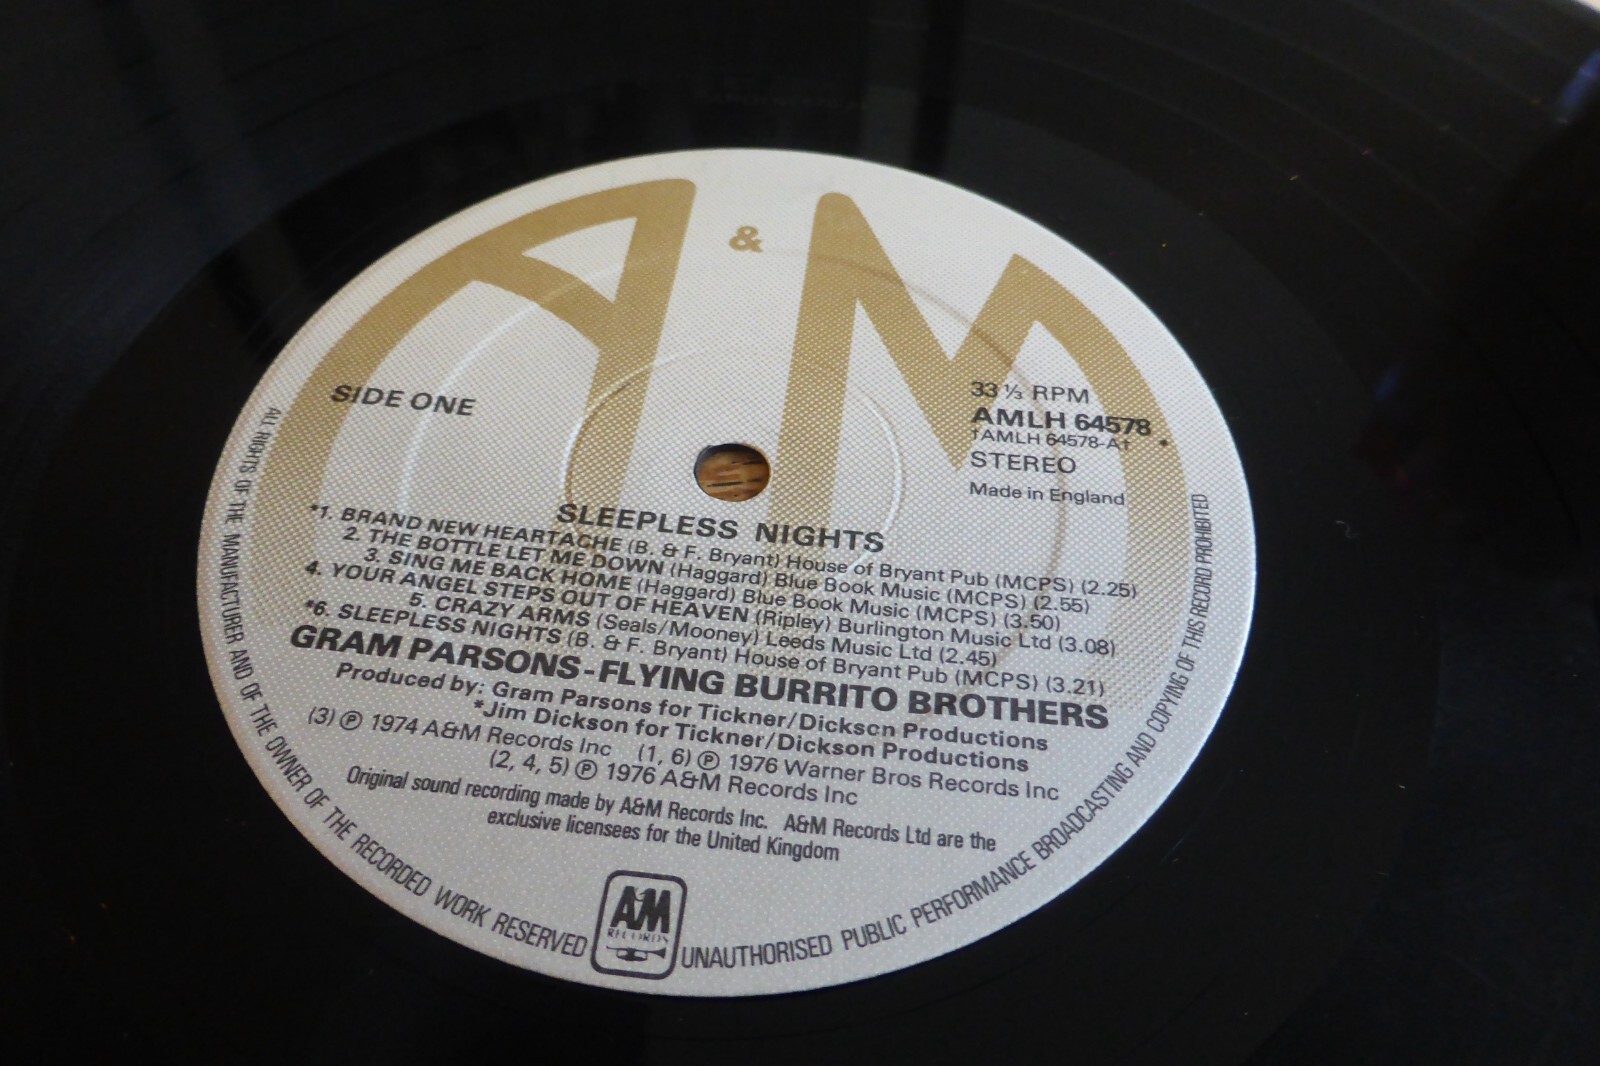 A & M
SIDE ONE
33 ⅓ RPM
AMLH 64578 *
†AMLH 64578-A†
STEREO
Made in England
SLEEPLESS NIGHTS
*1. BRAND NEW HEARTACHE (B. & F. Bryant) House of Bryant Pub (MCPS) (2.25)
2. THE BOTTLE LET ME DOWN (Haggard) Blue Book Music (MCPS) (2.55)
3. SING ME BACK HOME (Haggard) Blue Book Music (MCPS) (3.50)
4. YOUR ANGEL STEPS OUT OF HEAVEN (Ripley) Burlington Music Ltd (3.08)
5. CRAZY ARMS (Seals/Mooney) Leeds Music Ltd (2.45)
*6. SLEEPLESS NIGHTS (B. & F. Bryant) House of Bryant Pub (MCPS) (3.21)
GRAM PARSONS-FLYING BURRITO BROTHERS
Produced by: Gram Parsons for Tickner/Dickson Productions
*Jim Dickson for Tickner/Dickson Productions
(3) ℗ 1974 A&M Records Inc (1, 6) ℗ 1976 Warner Bros Records Inc
(2, 4, 5) ℗ 1976 A&M Records Inc
Original sound recording made by A&M Records Inc. A&M Records Ltd are the
exclusive licensees for the United Kingdom
ALL RIGHTS OF THE MANUFACTURER AND OF THE OWNER OF THE RECORDED WORK RESERVED
A&M
RECORDS
UNAUTHORISED PUBLIC PERFORMANCE BROADCASTING AND COPYING OF THIS RECORD PROHIBITED